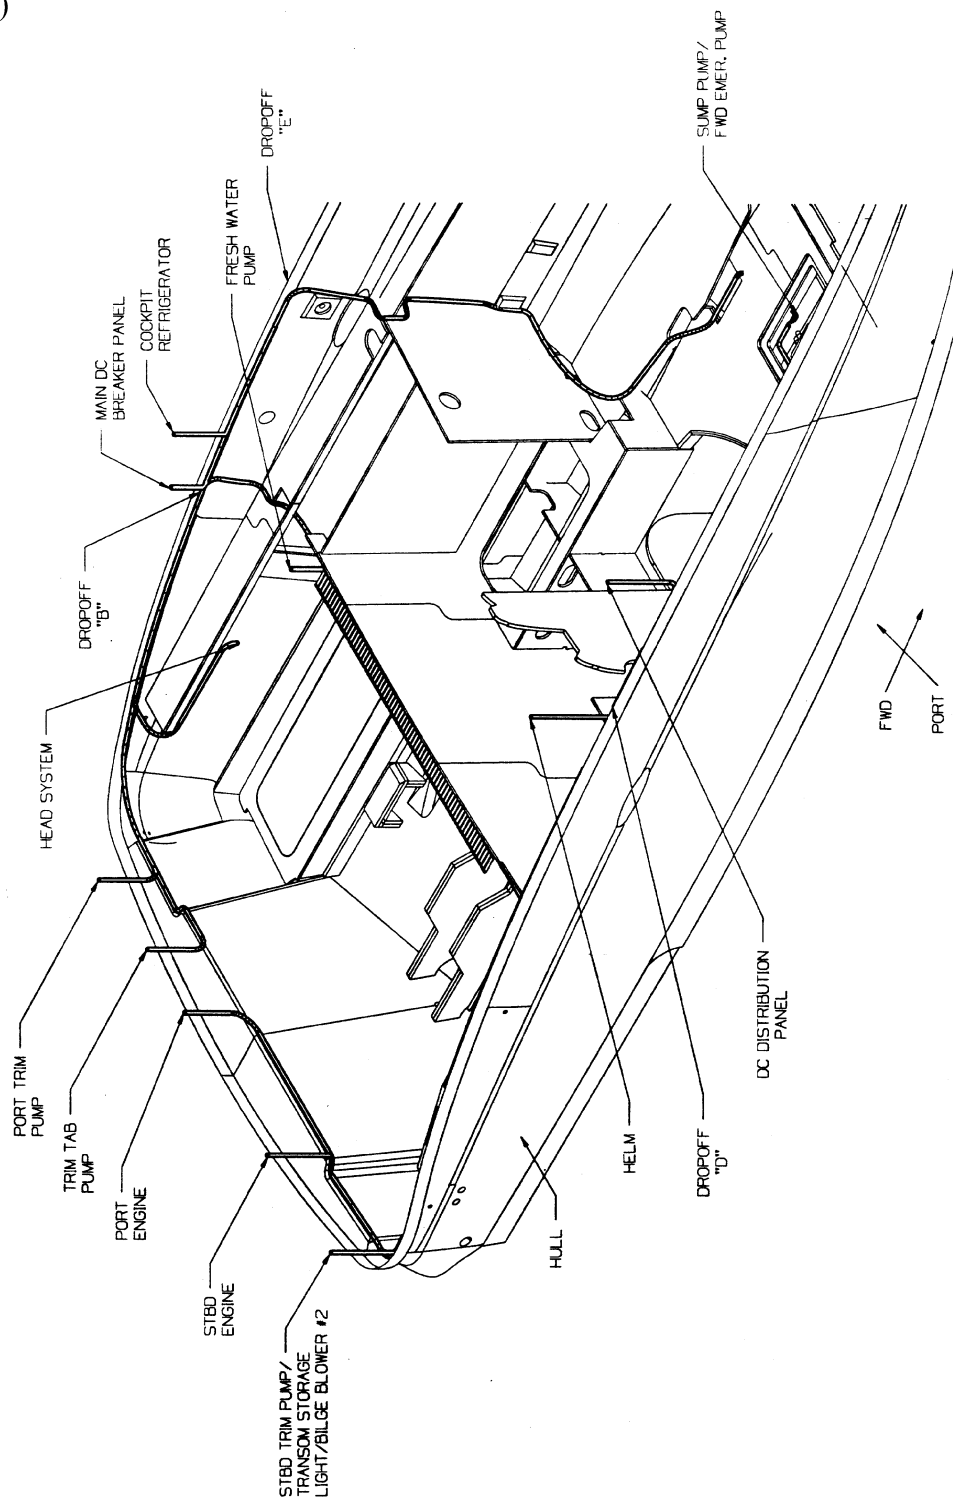 )
SUMP PUMP/
FWD EMER. PUMP
DROPOFF
"E"
FRESH WATER
PUMP
COCKPIT
REFRIGERATOR
MAIN DC
BREAKER PANEL
DROPOFF
"B"
HEAD SYSTEM
PORT TRIM
PUMP
TRIM TAB
PUMP
PORT
ENGINE
STBD
ENGINE
STBD TRIM PUMP/
TRANSOM STORAGE
LIGHT/BILGE BLOWER #2
HULL
HELM
DROPOFF
"D"
DC DISTRIBUTION
PANEL
FWD
PORT